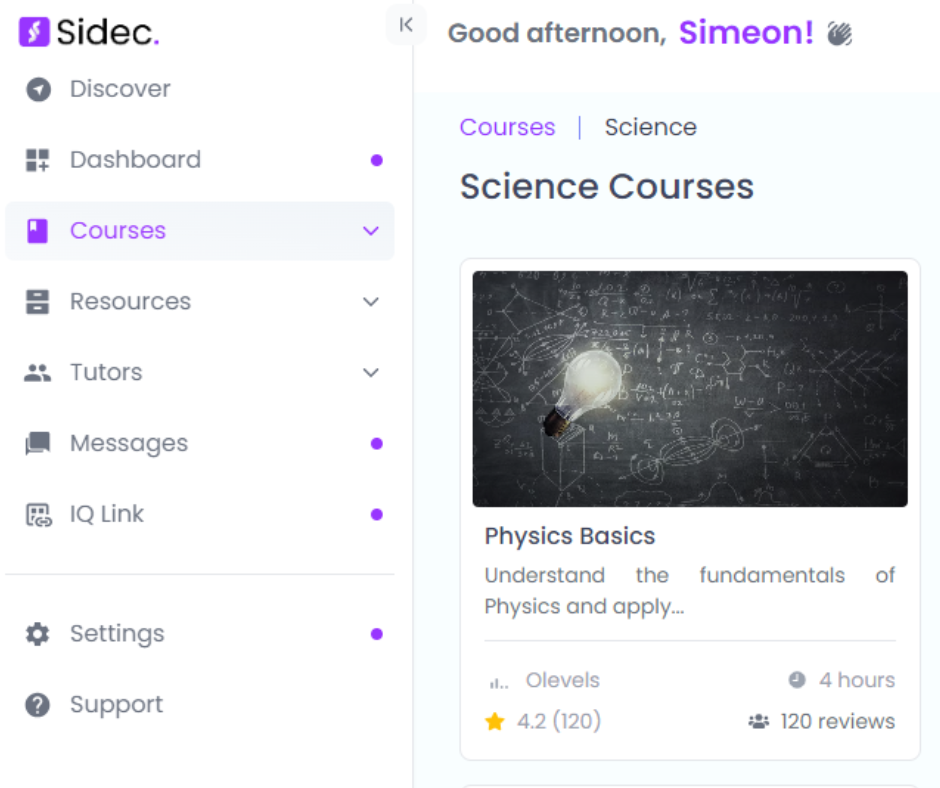 Sidec.
Good afternoon, Simeon!
Discover
Dashboard
Courses
Resources
Tutors
Messages
IQ Link
Settings
Support
Courses | Science
Science Courses
Physics Basics
Understand the fundamentals of
Physics and apply...
Olevels
4 hours
4.2 (120)
120 reviews